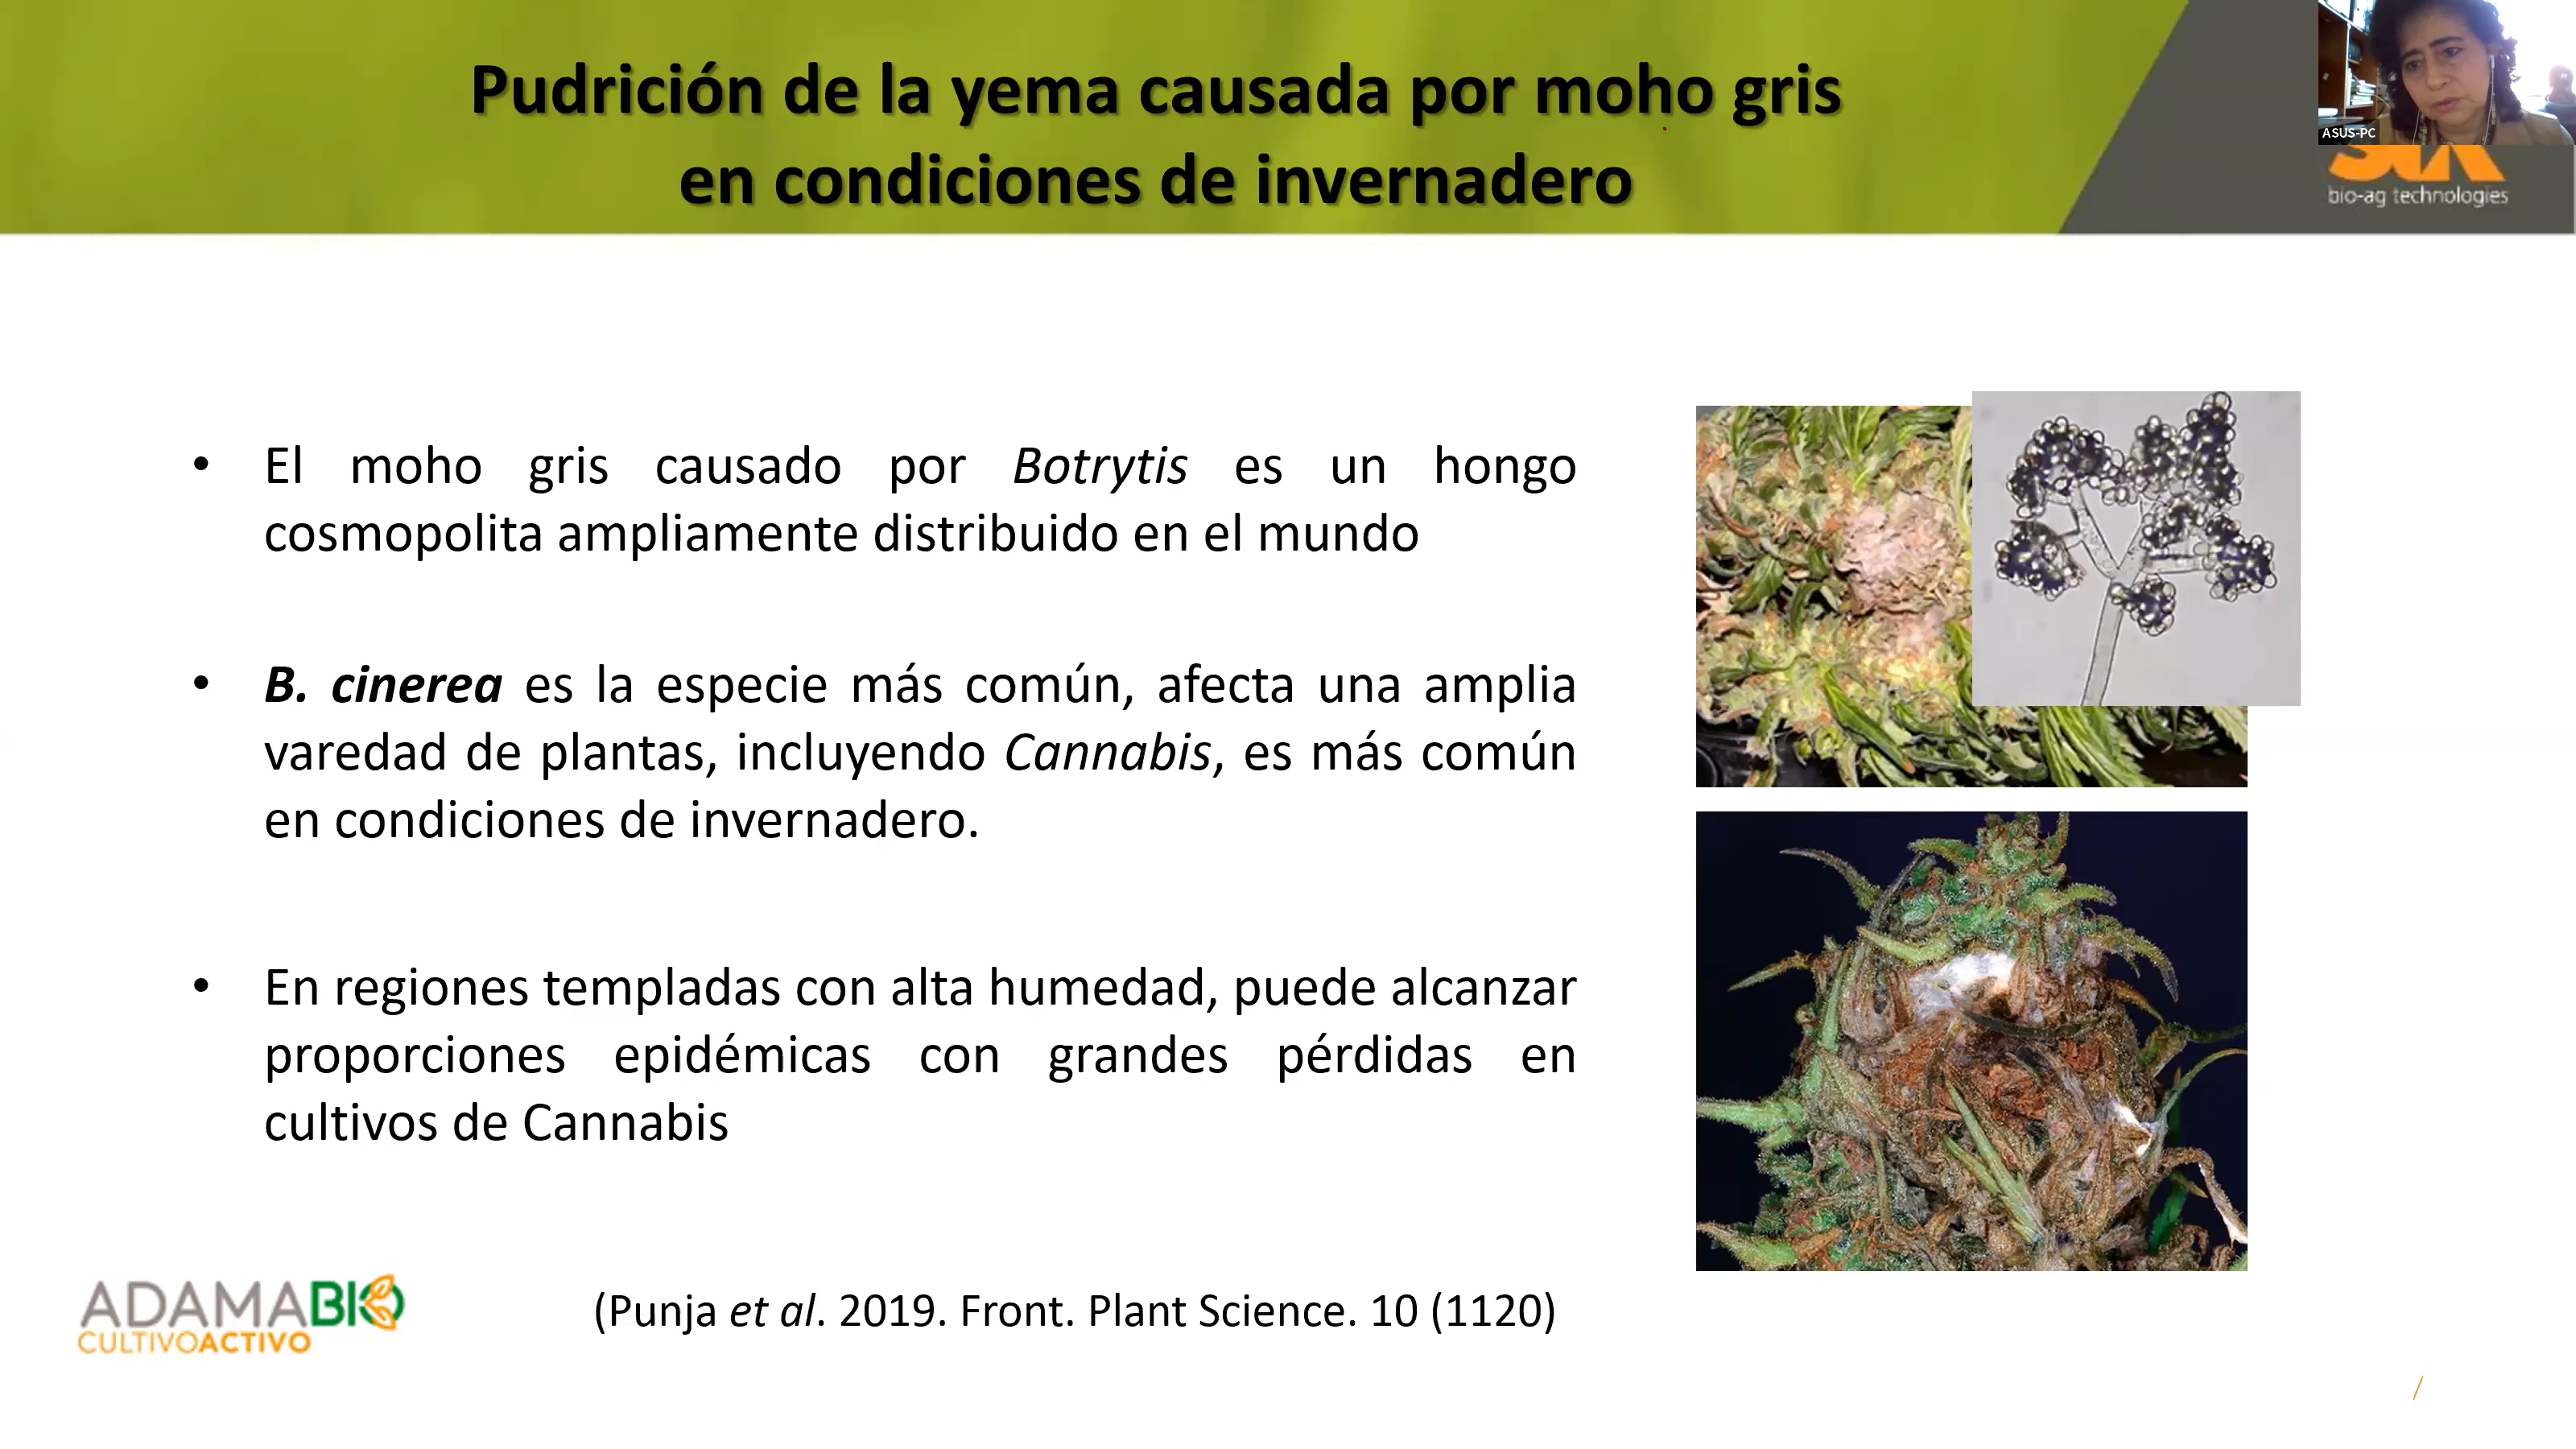 Pudrición de la yema causada por moho gris
en condiciones de invernadero
ASUS-PC
bio-ag technologies
• El moho gris causado por Botrytis es un hongo
cosmopolita ampliamente distribuido en el mundo
• B. cinerea es la especie más común, afecta una amplia
varedad de plantas, incluyendo Cannabis, es más común
en condiciones de invernadero.
• En regiones templadas con alta humedad, puede alcanzar
proporciones epidémicas con grandes pérdidas en
cultivos de Cannabis
ADAMABIO
CULTIVOACTIVO
(Punja et al. 2019. Front. Plant Science. 10 (1120)
/